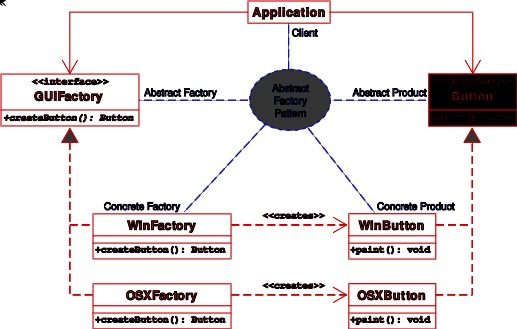 Application
Client
<<interface>>
GUIFactory
+createButton(): Button
Abstract Factory
Abstract
Factory
Pattern
Abstract Product
Button
Concrete Factory
Concrete Product
WinFactory
+createButton(): Button
<<creates>>
WinButton
+paint(): void
OSXFactory
+createButton(): Button
<<creates>>
OSXButton
+paint(): void